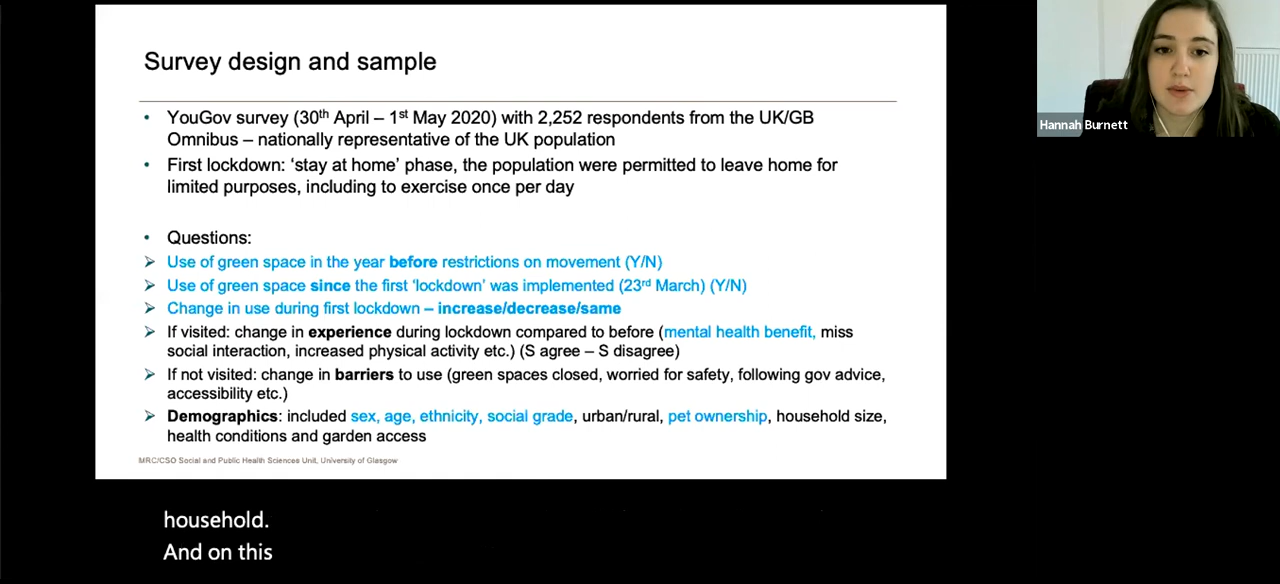 Survey design and sample
• YouGov survey (30th April – 1st May 2020) with 2,252 respondents from the UK/GB
Omnibus – nationally representative of the UK population
• First lockdown: ‘stay at home’ phase, the population were permitted to leave home for
limited purposes, including to exercise once per day
• Questions:
➢ Use of green space in the year before restrictions on movement (Y/N)
➢ Use of green space since the first ‘lockdown’ was implemented (23rd March) (Y/N)
➢ Change in use during first lockdown – increase/decrease/same
➢ If visited: change in experience during lockdown compared to before (mental health benefit, miss
social interaction, increased physical activity etc.) (S agree – S disagree)
➢ If not visited: change in barriers to use (green spaces closed, worried for safety, following gov advice,
accessibility etc.)
➢ Demographics: included sex, age, ethnicity, social grade, urban/rural, pet ownership, household size,
health conditions and garden access
MRC/CSO Social and Public Health Sciences Unit, University of Glasgow
Hannah Burnett
household.
And on this